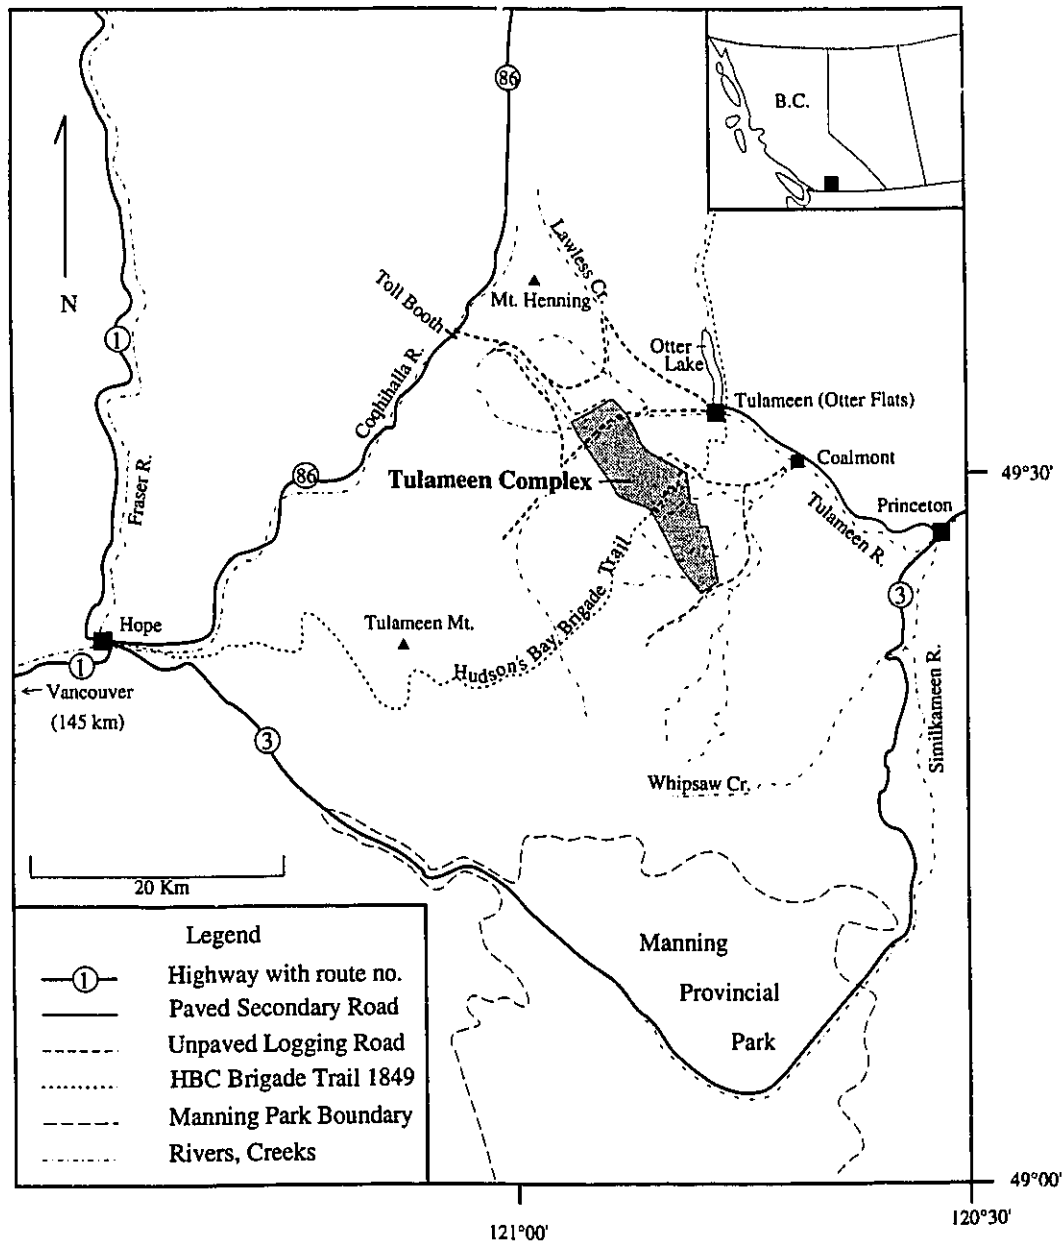 86
B.C.
N
Lawless Cr.
Toll Booth
Mt. Henning
1
Otter
Lake
Coqhihalla R.
Tulameen (Otter Flats)
Coalmont
49°30'
86
Tulameen Complex
Princeton
Fraser R.
Tulameen R.
3
Hope
Tulameen Mt.
Hudson's Bay Brigade Trail
1
← Vancouver
(145 km)
Similkameen R.
3
Whipsaw Cr.
20 Km
Manning
Provincial
Park
Legend
1 Highway with route no.
Paved Secondary Road
Unpaved Logging Road
HBC Brigade Trail 1849
Manning Park Boundary
Rivers, Creeks
49°00'
121°00'
120°30'